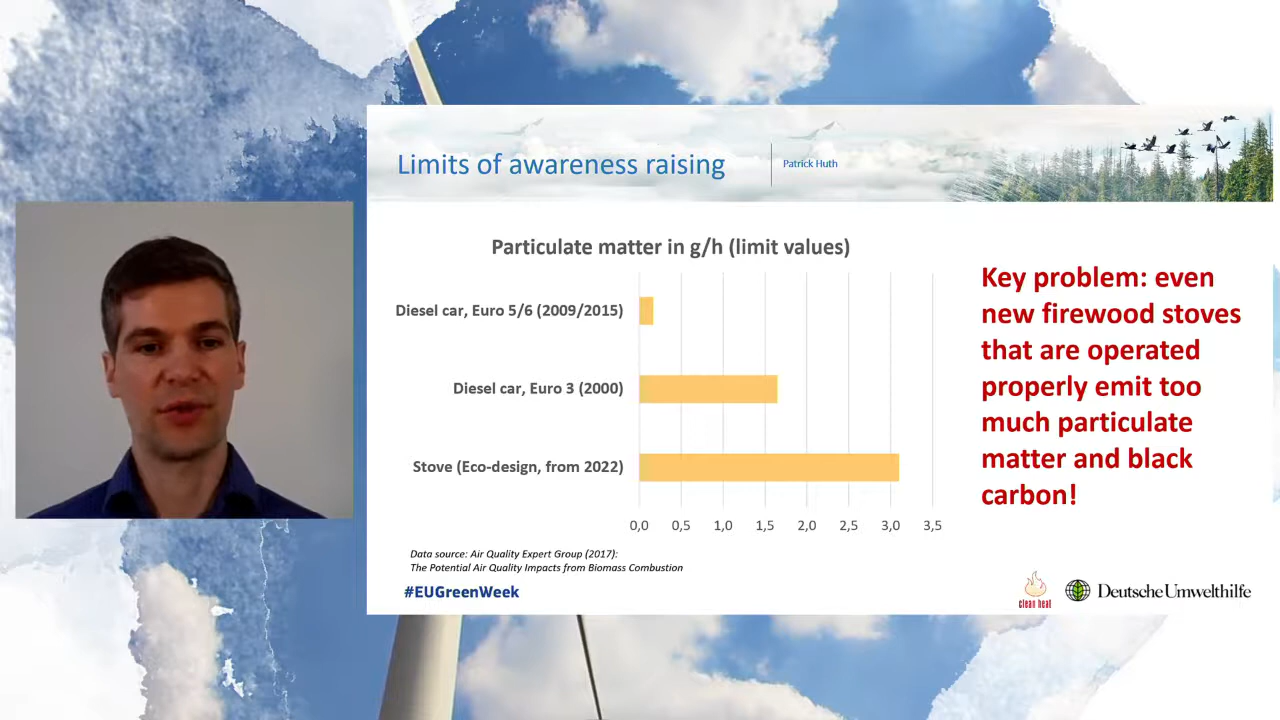 Limits of awareness raising
Patrick Huth
Particulate matter in g/h (limit values)
Diesel car, Euro 5/6 (2009/2015)
Diesel car, Euro 3 (2000)
Stove (Eco-design, from 2022)
0,0 0,5 1,0 1,5 2,0 2,5 3,0 3,5
Key problem: even
new firewood stoves
that are operated
properly emit too
much particulate
matter and black
carbon!
Data source: Air Quality Expert Group (2017):
The Potential Air Quality Impacts from Biomass Combustion
#EUGreenWeek
clean heat
Deutsche Umwelthilfe